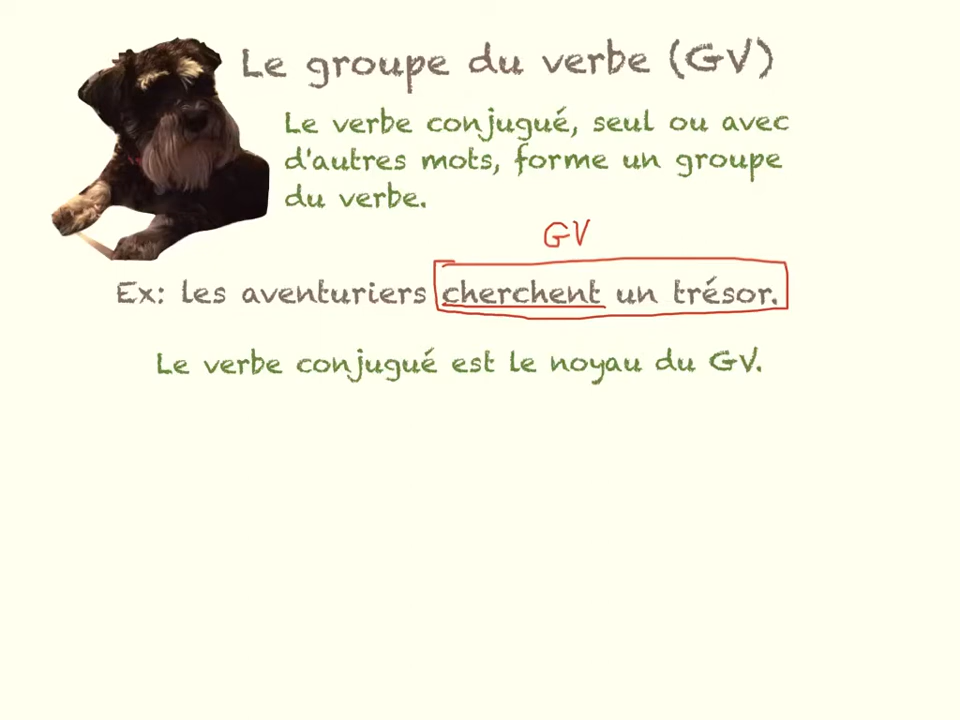 Le groupe du verbe (GV)
Le verbe conjugué, seul ou avec
d'autres mots, forme un groupe
du verbe.
GV
Ex: les aventuriers cherchent un trésor.
Le verbe conjugué est le noyau du GV.